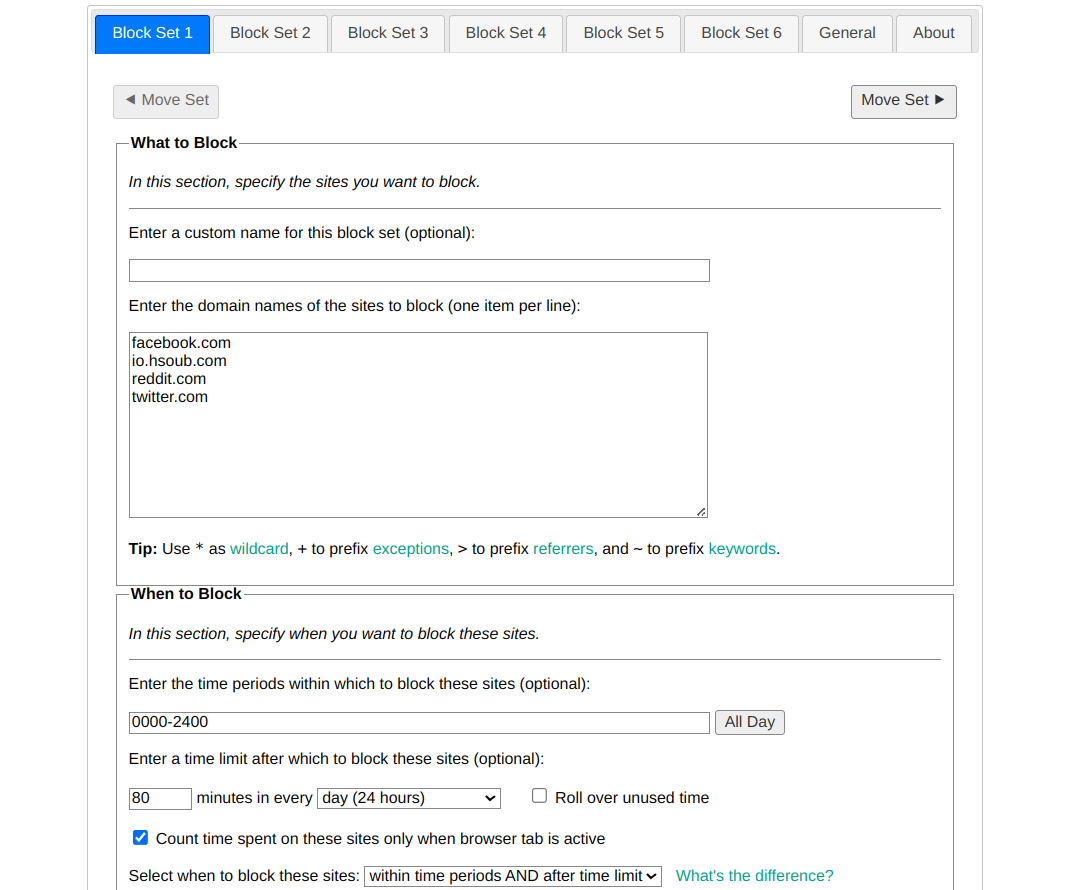 Block Set 1 Block Set 2 Block Set 3 Block Set 4 Block Set 5 Block Set 6 General About
◄ Move Set Move Set ►
What to Block
In this section, specify the sites you want to block.
Enter a custom name for this block set (optional):
Enter the domain names of the sites to block (one item per line):
facebook.com
io.hsoub.com
reddit.com
twitter.com
Tip: Use * as wildcard, + to prefix exceptions, > to prefix referrers, and ~ to prefix keywords.
When to Block
In this section, specify when you want to block these sites.
Enter the time periods within which to block these sites (optional):
0000-2400 All Day
Enter a time limit after which to block these sites (optional):
80 minutes in every day (24 hours) Roll over unused time
Count time spent on these sites only when browser tab is active
Select when to block these sites: within time periods AND after time limit What's the difference?